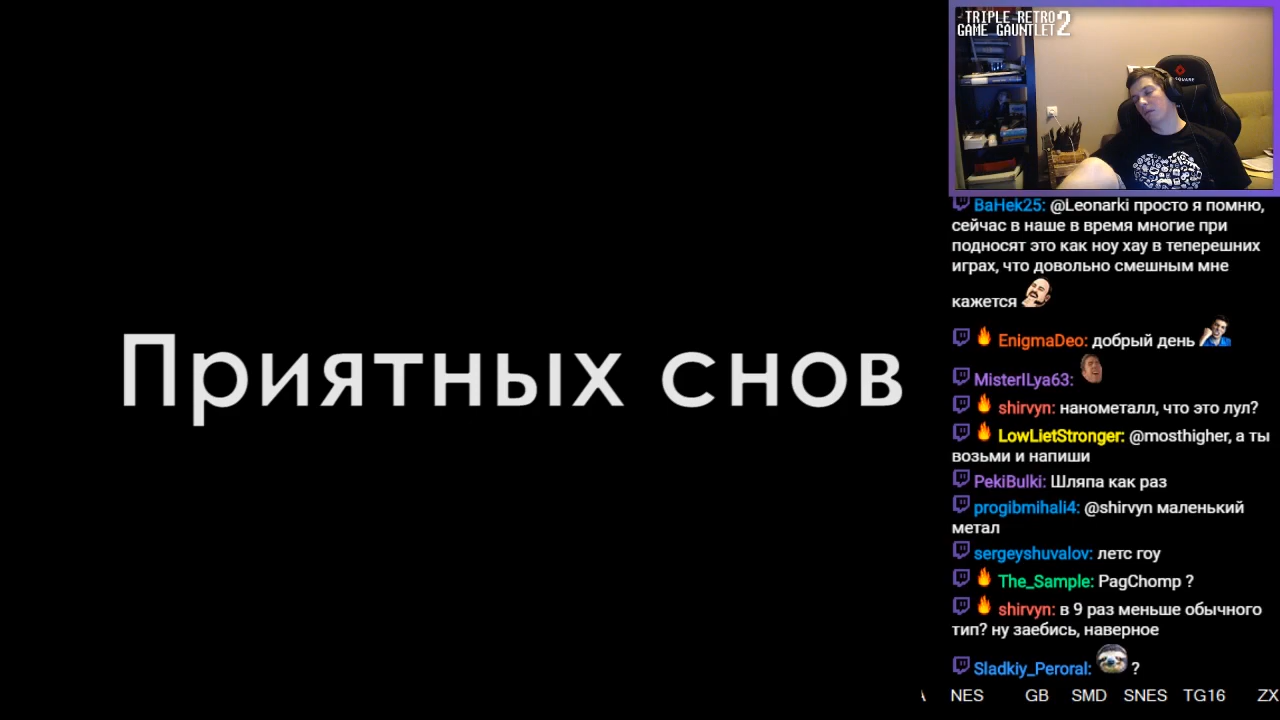 TRIPLE RETRO
GAME GAUNTLET 2
SQUARE
Приятных снов
BaHek25: @Leonarki просто я помню,
сейчас в наше в время многие при
подносят это как ноу хау в теперешних
играх, что довольно смешным мне
кажется
EnigmaDeo: добрый день
MisterILya63:
shirvyn: нанометалл, что это лул?
LowLietStronger: @mosthigher, а ты
возьми и напиши
PekiBulki: Шляпа как раз
progibmihali4: @shirvyn маленький
метал
sergeyshuvalov: летс гоу
The_Sample: PagChomp ?
shirvyn: в 9 раз меньше обычного
тип? ну заебись, наверное
Sladkiy_Peroral: ?
NES GB SMD SNES TG16 ZX